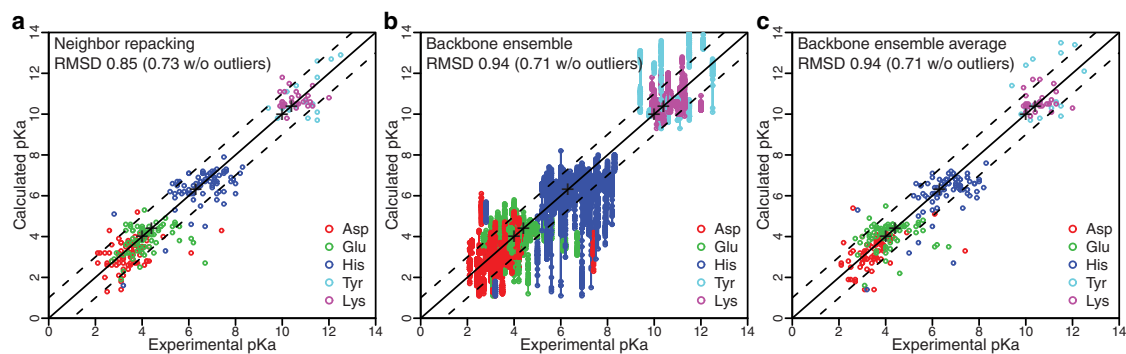 a
Neighbor repacking
RMSD 0.85 (0.73 w/o outliers)
Calculated pKa
0 2 4 6 8 10 12 14
Asp
Glu
His
Tyr
Lys
0 2 4 6 8 10 12 14
Experimental pKa
b
Backbone ensemble
RMSD 0.94 (0.71 w/o outliers)
Calculated pKa
0 2 4 6 8 10 12 14
Asp
Glu
His
Tyr
Lys
0 2 4 6 8 10 12 14
Experimental pKa
c
Backbone ensemble average
RMSD 0.94 (0.71 w/o outliers)
Calculated pKa
0 2 4 6 8 10 12 14
Asp
Glu
His
Tyr
Lys
0 2 4 6 8 10 12 14
Experimental pKa